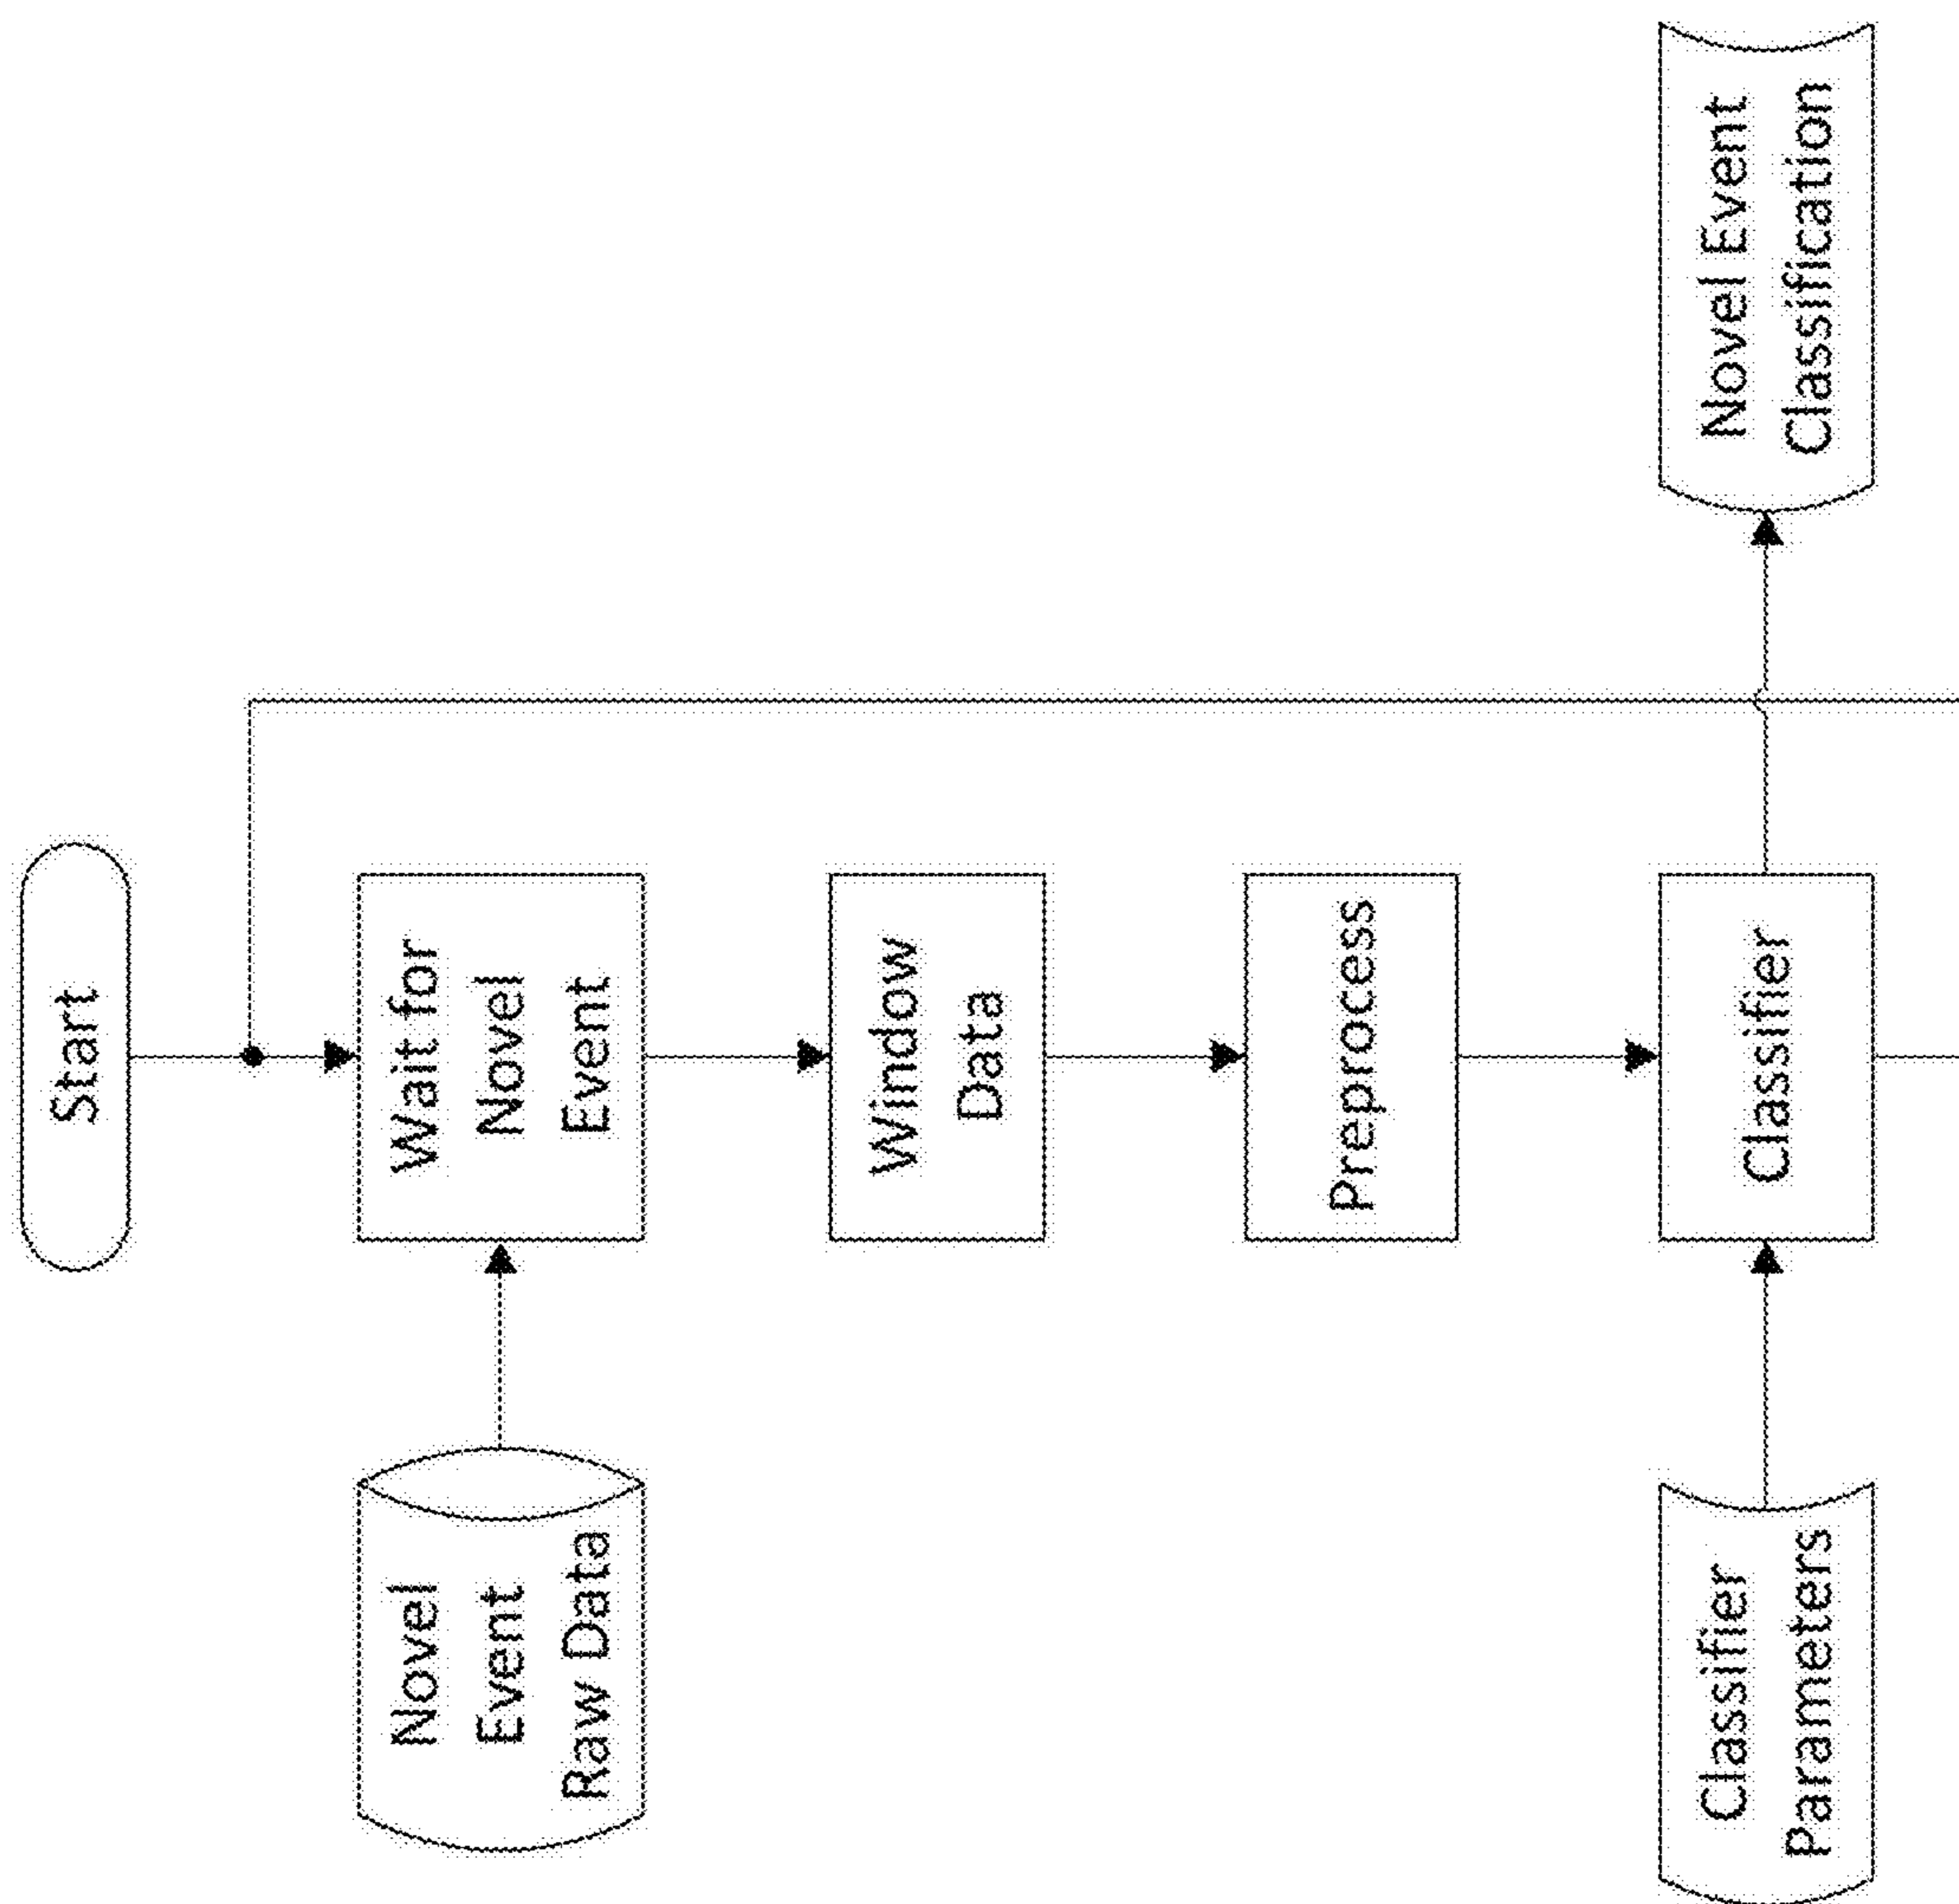 Start
Novel
Event
Raw Data
Wait for
Novel
Event
Window
Data
Preprocess
Classifier
Parameters
Classifier
Novel Event
Classification